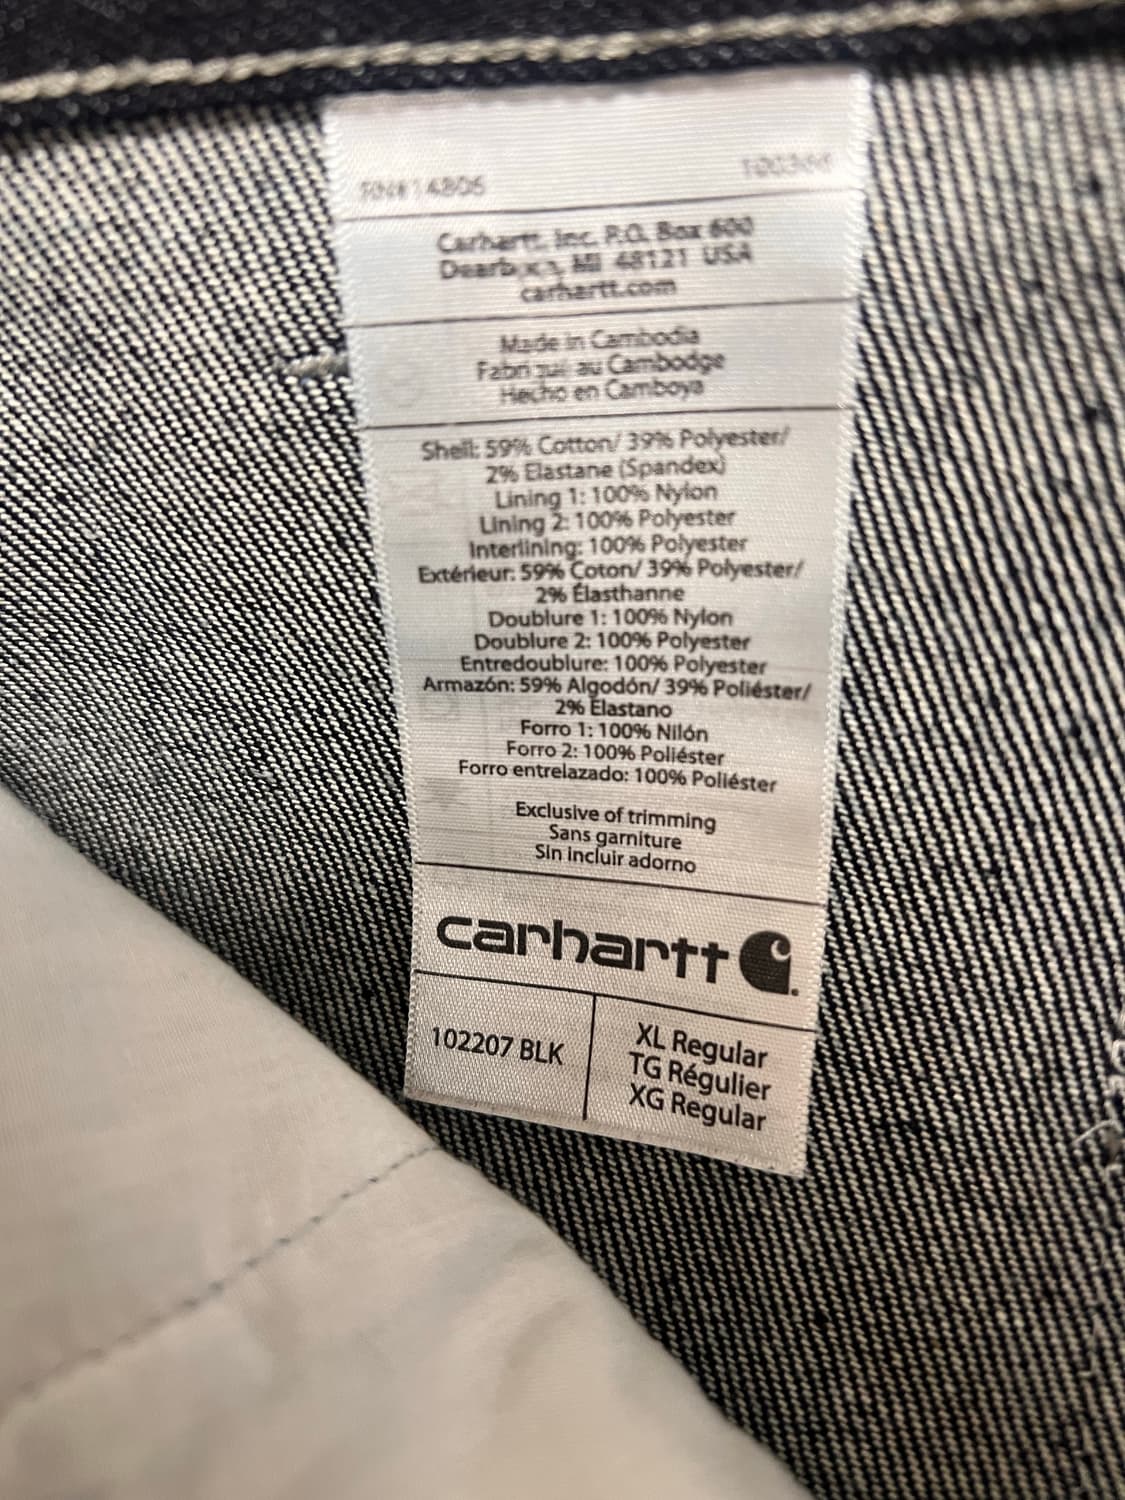 RN#14806
Carhartt, Inc. P.O. Box 600
MI 48121 USA
carhartt.com
Made in Cambodia
au Cambodge
Hecho en Camboya
Shell: 59% Cotton/ 39% Polyester/
2% Elastane (Spandex)
Lining 1: 100% Nylon
Lining 2: 100% Polyester
Interlining: 100% Polyester
Extérieur: 59% Coton/ 39% Polyester/
2% Élasthanne
Doublure 1: 100% Nylon
Doublure 2: 100% Polyester
Entredoublure: 100% Polyester
Armazón: 59% Algodón/ 39% Poliéster/
2% Elastano
Forro 1: 100% Nilón
Forro 2: 100% Poliéster
Forro entrelazado: 100% Poliéster
Exclusive of trimming
Sans garniture
Sin incluir adorno
carhartt
102207 BLK
XL Regular
TG Régulier
XG Regular